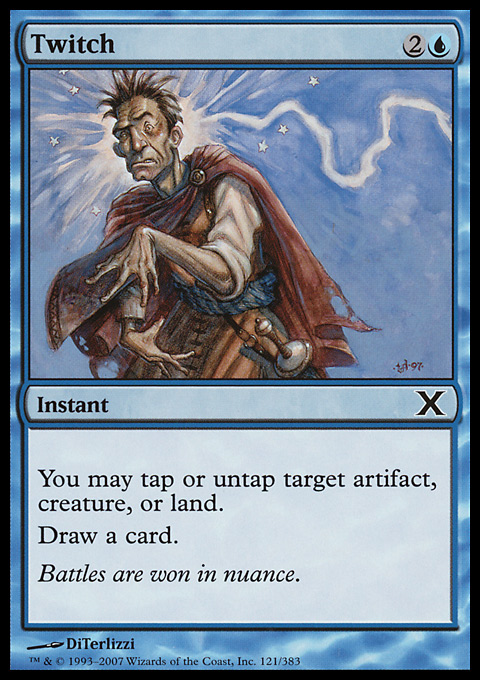 Twitch 2
Instant X
You may tap or untap target artifact,
creature, or land.
Draw a card.
Battles are won in nuance.
DiTerlizzi
™ & © 1993–2007 Wizards of the Coast, Inc. 121/383